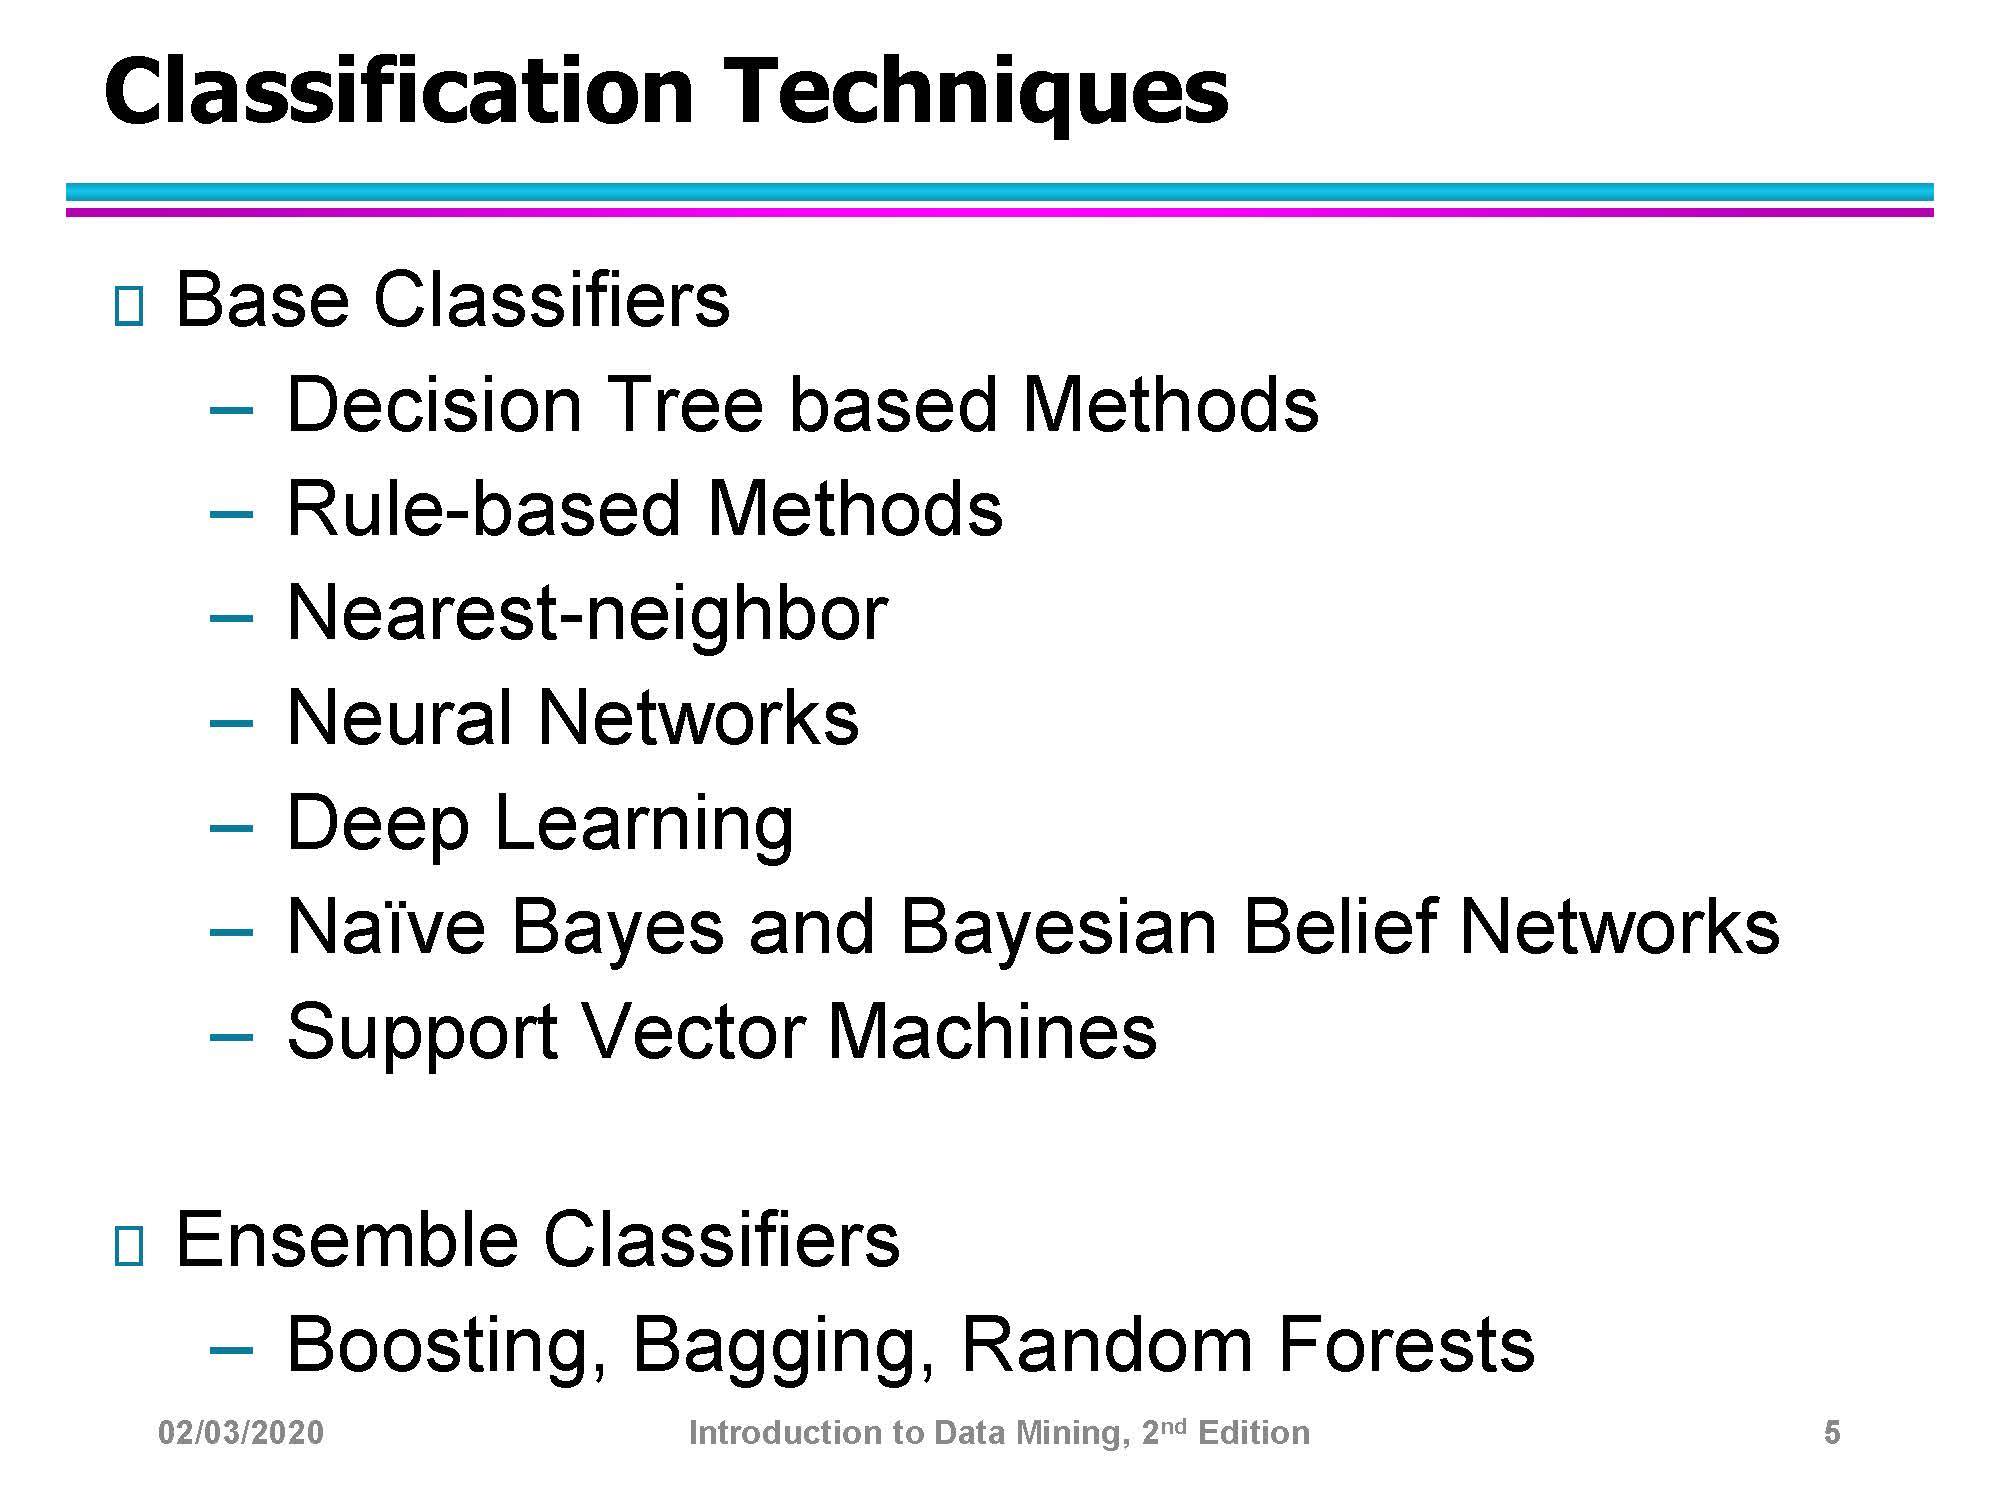 Classification Techniques
Base Classifiers
– Decision Tree based Methods
– Rule-based Methods
– Nearest-neighbor
– Neural Networks
– Deep Learning
– Naïve Bayes and Bayesian Belief Networks
– Support Vector Machines
Ensemble Classifiers
– Boosting, Bagging, Random Forests
02/03/2020 Introduction to Data Mining, 2nd Edition 5